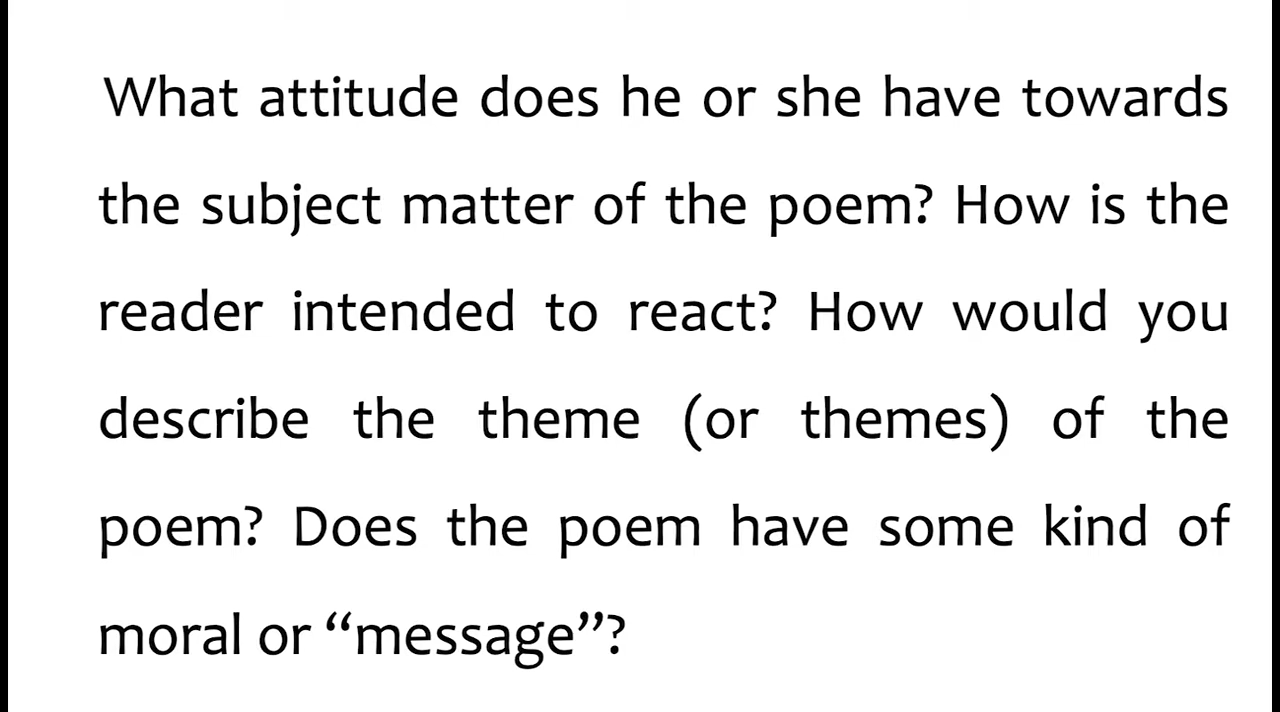 What attitude does he or she have towards
the subject matter of the poem? How is the
reader intended to react? How would you
describe the theme (or themes) of the
poem? Does the poem have some kind of
moral or “message”?